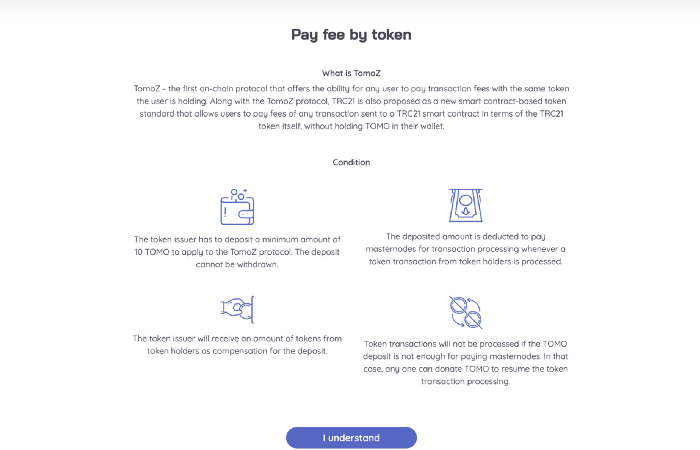 Pay fee by token
What is TomoZ
TomoZ - the first on-chain protocol that offers the ability for any user to pay transaction fees with the same token
the user is holding. Along with the TomoZ protocol, TRC21 is also proposed as a new smart contract-based token
standard that allows users to pay fees of any transaction sent to a TRC21 smart contract in terms of the TRC21
token itself, without holding TOMO in their wallet.
Condition
The token issuer has to deposit a minimum amount of
10 TOMO to apply to the TomoZ protocol. The deposit
cannot be withdrawn.
The deposited amount is deducted to pay
masternodes for transaction processing whenever a
token transaction from token holders is processed.
The token issuer will receive an amount of tokens from
token holders as compensation for the deposit.
Token transactions will not be processed if the TOMO
deposit is not enough for paying masternodes. In that
case, any one can donate TOMO to resume the token
transaction processing.
I understand